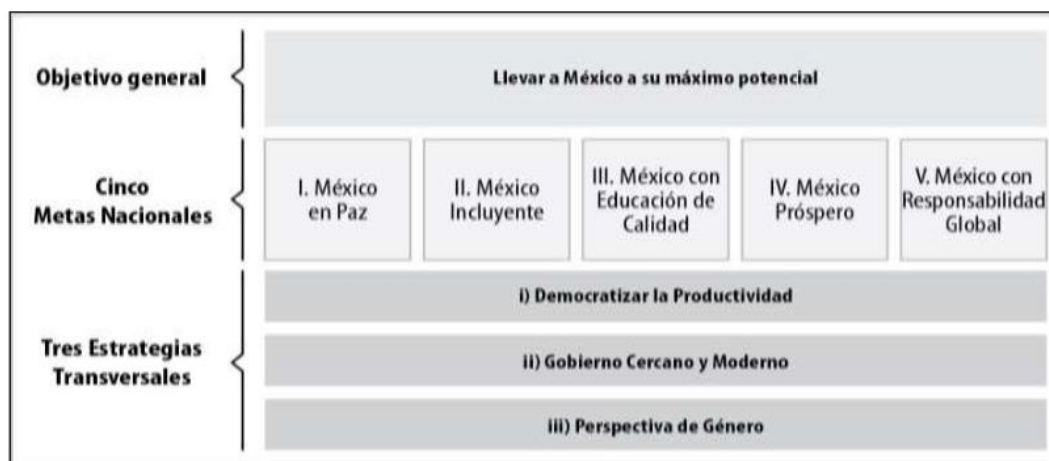 Objetivo general
Llevar a México a su máximo potencial
Cinco
Metas Nacionales
I. México
en Paz
II. México
Incluyente
III. México con
Educación de
Calidad
IV. México
Próspero
V. México con
Responsabilidad
Global
Tres Estrategias
Transversales
i) Democratizar la Productividad
ii) Gobierno Cercano y Moderno
iii) Perspectiva de Género